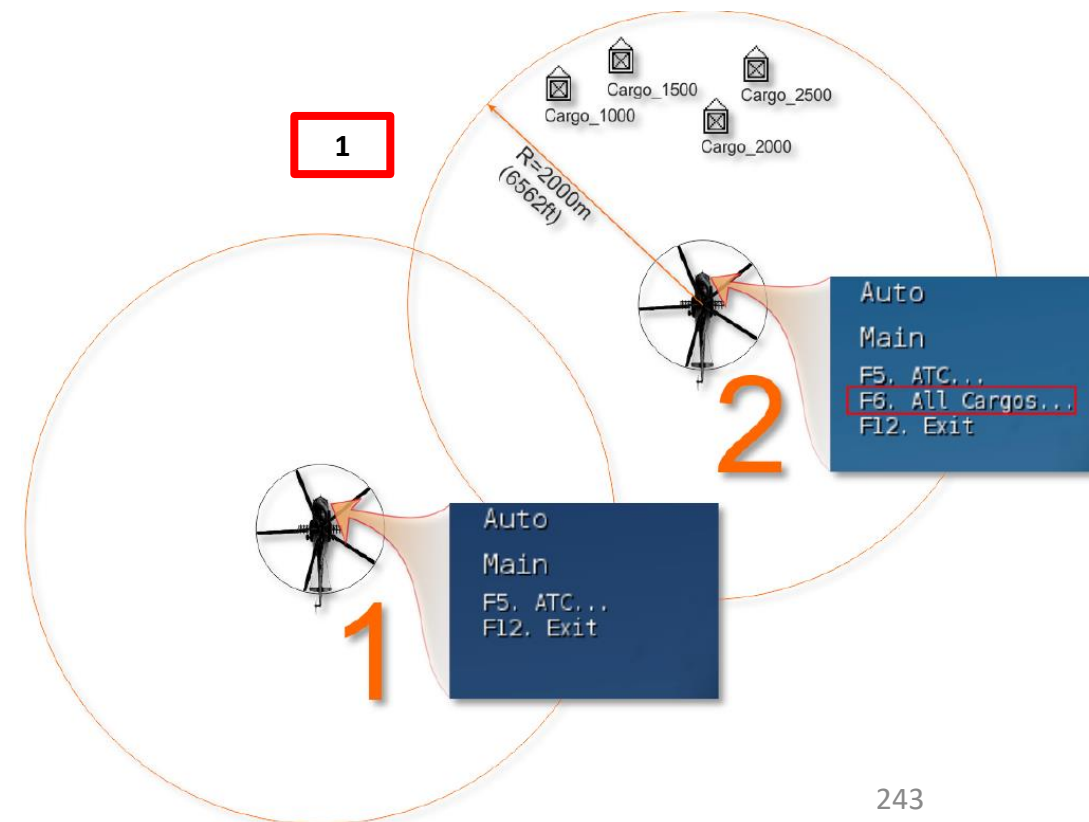 Cargo_1500
Cargo_2500
Cargo_1000
Cargo_2000
1
R=2000m
(6562ft)
Auto
Main
F5. ATC...
F6. All Cargos...
F12. Exit
2
Auto
Main
F5. ATC...
F12. Exit
1
243